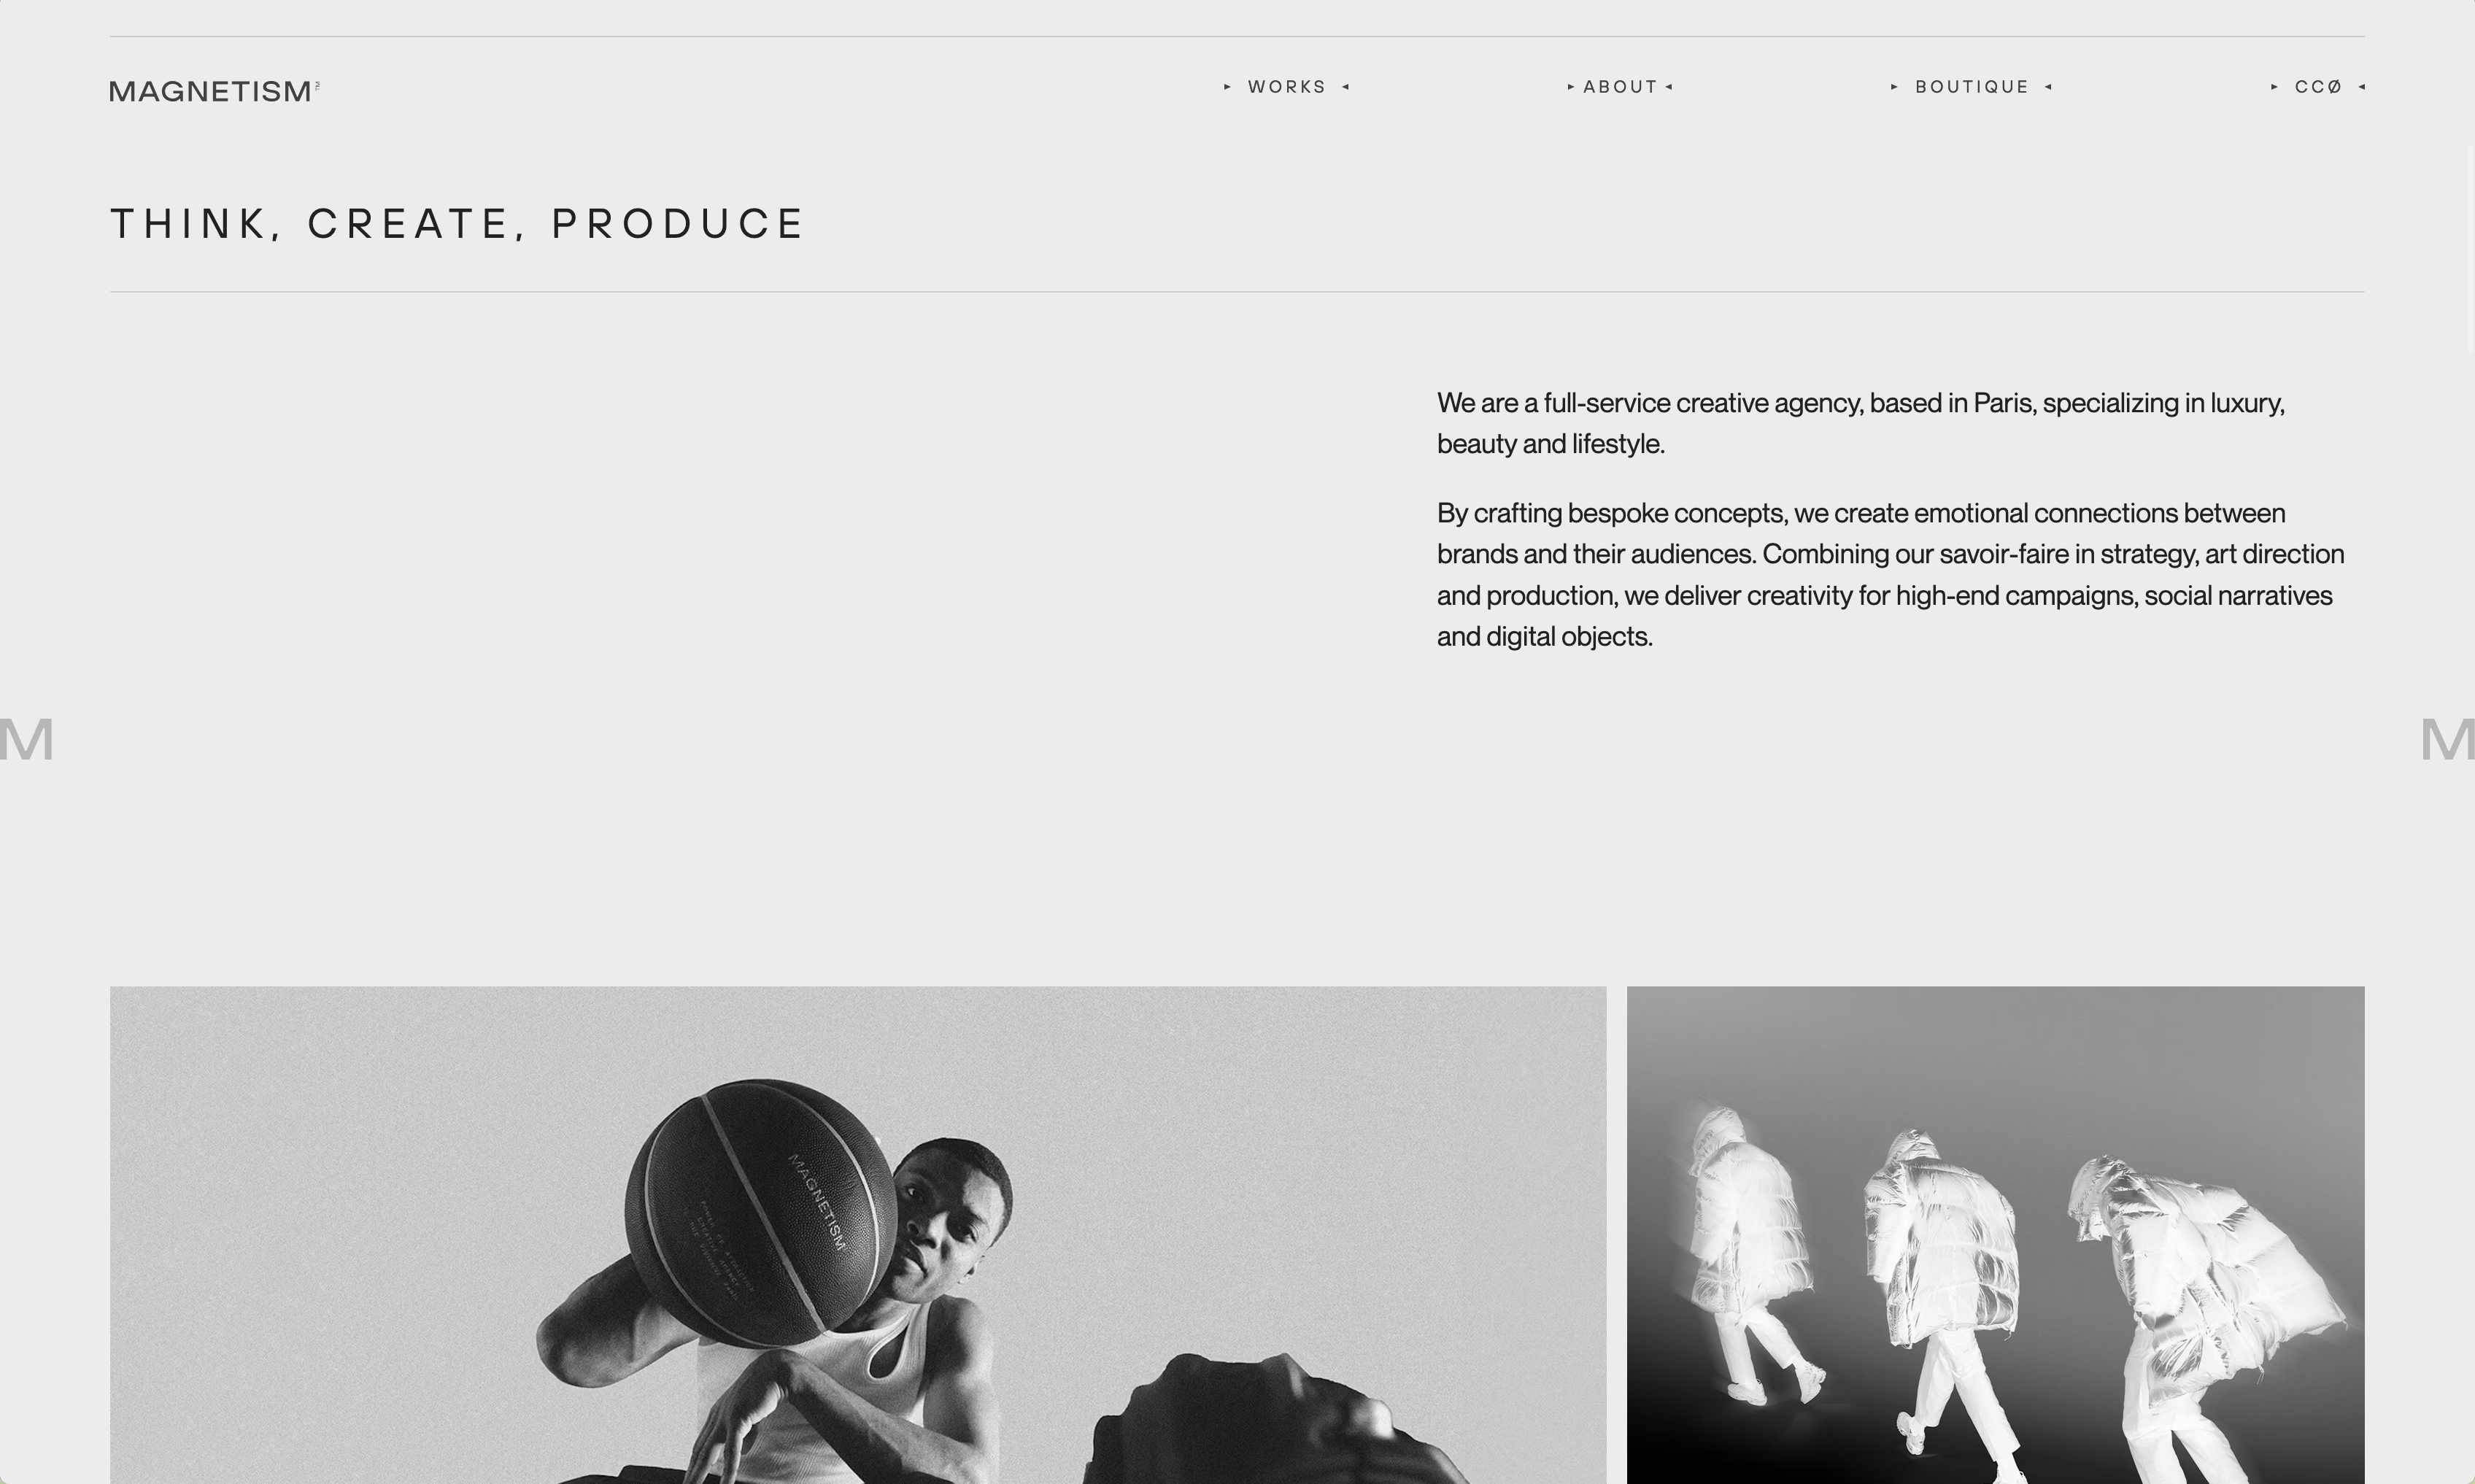 MAGNETISM
WORKS
ABOUT
BOUTIQUE
CCØ
THINK, CREATE, PRODUCE
We are a full-service creative agency, based in Paris, specializing in luxury,
beauty and lifestyle.
By crafting bespoke concepts, we create emotional connections between
brands and their audiences. Combining our savoir-faire in strategy, art direction
and production, we deliver creativity for high-end campaigns, social narratives
and digital objects.
M
M
MAGNETISM